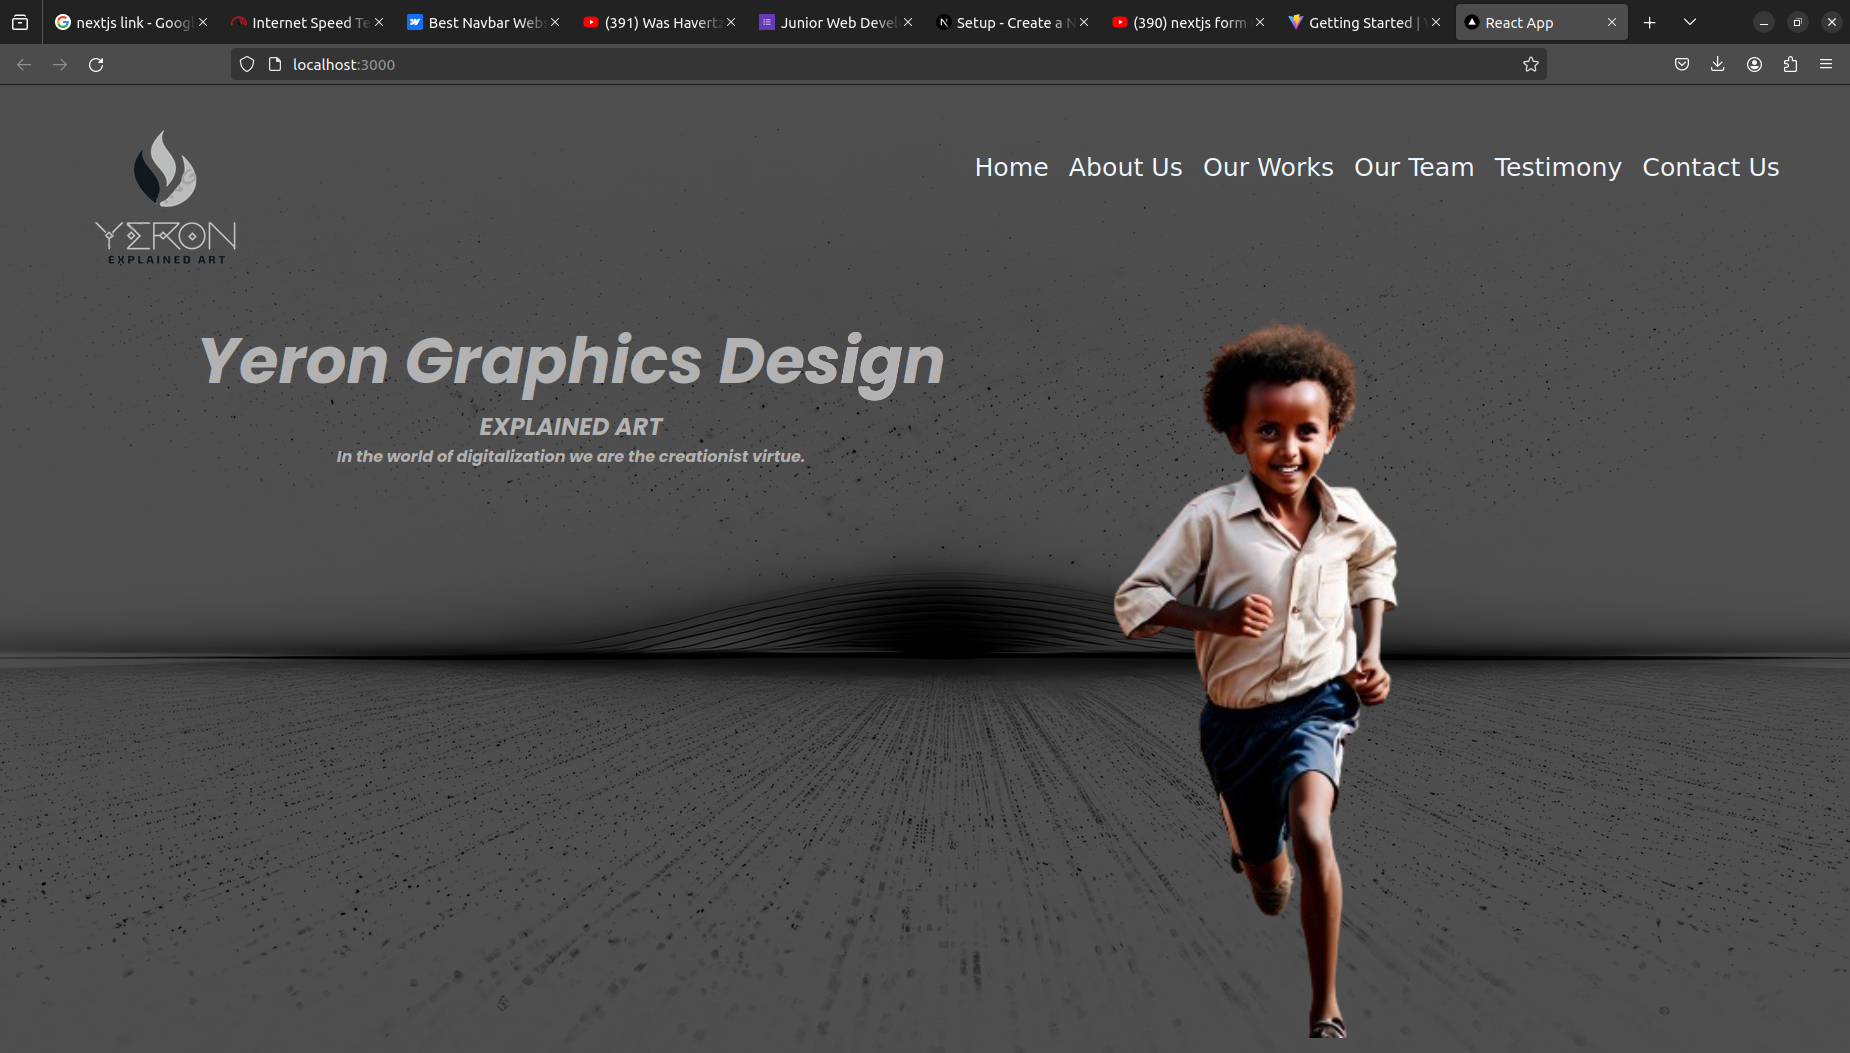 nextjs link - Googl
Internet Speed Te
Best Navbar Webs
(391) Was Havertz
Junior Web Devel
Setup - Create a N
(390) nextjs form
Getting Started |
React App
localhost:3000
YERON
EXPLAINED ART
Home About Us Our Works Our Team Testimony Contact Us
Yeron Graphics Design
EXPLAINED ART
In the world of digitalization we are the creationist virtue.